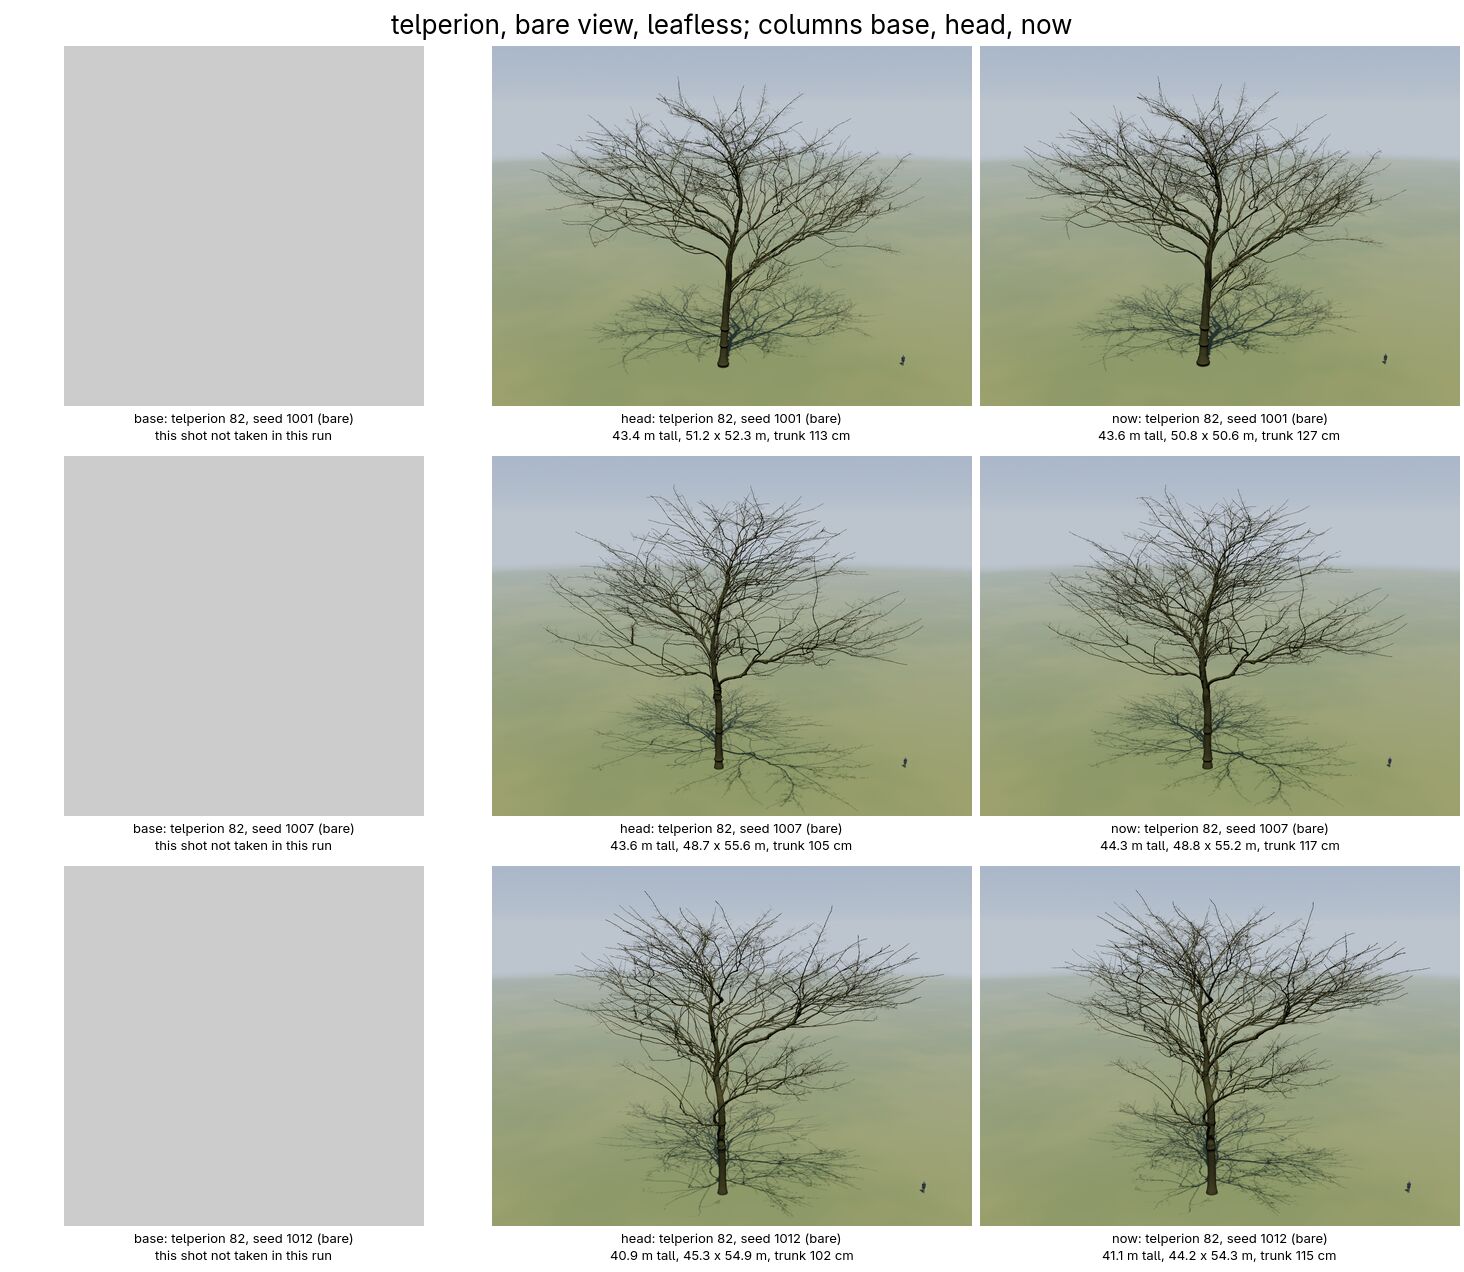 telperion, bare view, leafless; columns base, head, now
base: telperion 82, seed 1001 (bare)
this shot not taken in this run
head: telperion 82, seed 1001 (bare)
43.4 m tall, 51.2 x 52.3 m, trunk 113 cm
now: telperion 82, seed 1001 (bare)
43.6 m tall, 50.8 x 50.6 m, trunk 127 cm
base: telperion 82, seed 1007 (bare)
this shot not taken in this run
head: telperion 82, seed 1007 (bare)
43.6 m tall, 48.7 x 55.6 m, trunk 105 cm
now: telperion 82, seed 1007 (bare)
44.3 m tall, 48.8 x 55.2 m, trunk 117 cm
base: telperion 82, seed 1012 (bare)
this shot not taken in this run
head: telperion 82, seed 1012 (bare)
40.9 m tall, 45.3 x 54.9 m, trunk 102 cm
now: telperion 82, seed 1012 (bare)
41.1 m tall, 44.2 x 54.3 m, trunk 115 cm